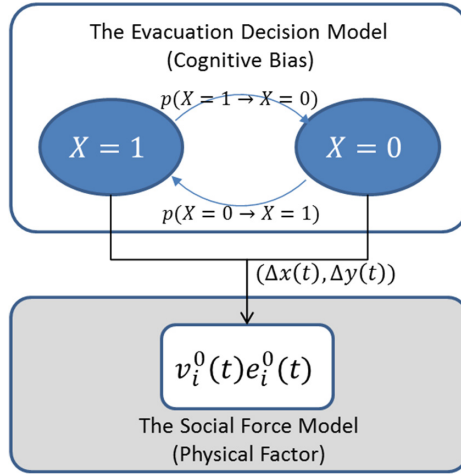 The Evacuation Decision Model
(Cognitive Bias)
p(X = 1 → X = 0)
X = 1
X = 0
p(X = 0 → X = 1)
(Δx(t), Δy(t))
v_i^0(t)e_i^0(t)
The Social Force Model
(Physical Factor)